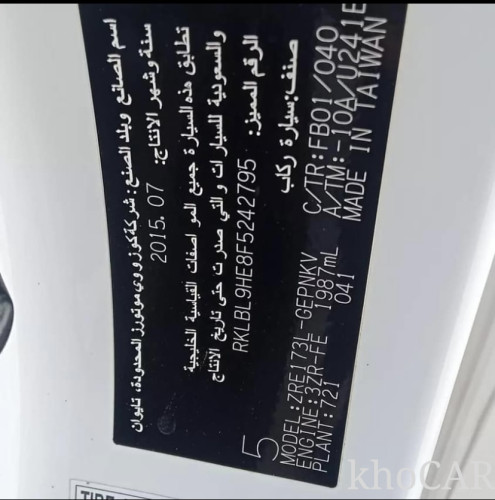 اسم الصانع وبلد الصنع: شركة كوزووي موتورز المحدودة، تايوان
سنة وشهر الانتاج: 2015.07
تطابق هذه السيارة جميع المواصفات القياسية الخليجية
والسعودية للسيارات والتي صدرت حتى تاريخ الانتاج
الرقم المميز: RKLBL9HE8F5242795
صنف: سيارة ركاب
5
MODEL:ZRE173L-GEPNKV C/TR:FB01/040
ENGINE:3ZR-FE 1987mL A/TM:-10A/U241E
PLANT:721 041 MADE IN TAIWAN
khoCAR